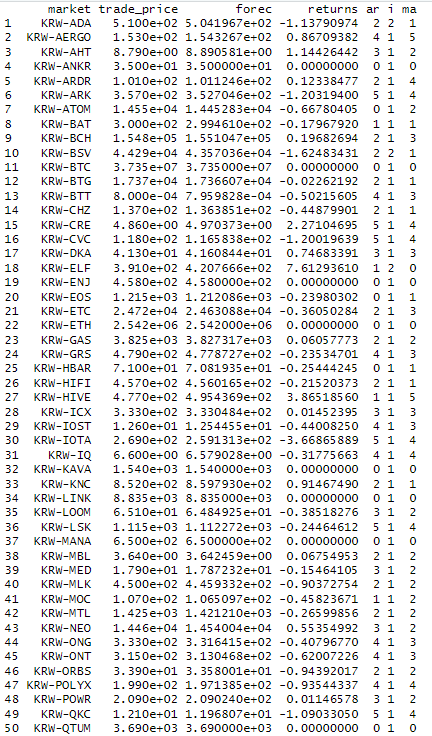 market trade_price forec returns ar i ma
1 KRW-ADA 5.100e+02 5.041967e+02 -1.13790974 2 2 1
2 KRW-AERGO 1.530e+02 1.543267e+02 0.86709382 4 1 5
3 KRW-AHT 8.790e+00 8.890581e+00 1.14426442 3 1 2
4 KRW-ANKR 3.500e+01 3.500000e+01 0.00000000 0 1 0
5 KRW-ARDR 1.010e+02 1.011246e+02 0.12338477 2 1 4
6 KRW-ARK 3.570e+02 3.527046e+02 -1.20319400 5 1 4
7 KRW-ATOM 1.455e+04 1.445283e+04 -0.66780405 0 1 2
8 KRW-BAT 3.000e+02 2.994610e+02 -0.17967920 1 1 1
9 KRW-BCH 1.548e+05 1.551047e+05 0.19682694 2 1 3
10 KRW-BSV 4.429e+04 4.357036e+04 -1.62483431 2 2 1
11 KRW-BTC 3.735e+07 3.735000e+07 0.00000000 0 1 0
12 KRW-BTG 1.737e+04 1.736607e+04 -0.02262192 2 1 1
13 KRW-BTT 8.000e-04 7.959828e-04 -0.50215605 4 1 3
14 KRW-CHZ 1.370e+02 1.363851e+02 -0.44879901 2 1 1
15 KRW-CRE 4.860e+00 4.970373e+00 2.27104695 5 1 4
16 KRW-CVC 1.180e+02 1.165838e+02 -1.20019639 5 1 4
17 KRW-DKA 4.130e+01 4.160844e+01 0.74683391 3 1 3
18 KRW-ELF 3.910e+02 4.207666e+02 7.61293610 1 2 0
19 KRW-ENJ 4.580e+02 4.580000e+02 0.00000000 0 1 0
20 KRW-EOS 1.215e+03 1.212086e+03 -0.23980302 0 1 1
21 KRW-ETC 2.472e+04 2.463088e+04 -0.36050284 2 1 3
22 KRW-ETH 2.542e+06 2.542000e+06 0.00000000 0 1 0
23 KRW-GAS 3.825e+03 3.827317e+03 0.06057773 2 1 2
24 KRW-GRS 4.790e+02 4.778727e+02 -0.23534701 4 1 3
25 KRW-HBAR 7.100e+01 7.081935e+01 -0.25444245 0 1 1
26 KRW-HIFI 4.570e+02 4.560165e+02 -0.21520373 2 1 1
27 KRW-HIVE 4.770e+02 4.954369e+02 3.86518560 1 1 5
28 KRW-ICX 3.330e+02 3.330484e+02 0.01452395 3 1 3
29 KRW-IOST 1.260e+01 1.254455e+01 -0.44008250 4 1 3
30 KRW-IOTA 2.690e+02 2.591313e+02 -3.66865889 5 1 4
31 KRW-IQ 6.600e+00 6.579028e+00 -0.31775663 4 1 4
32 KRW-KAVA 1.540e+03 1.540000e+03 0.00000000 0 1 0
33 KRW-KNC 8.520e+02 8.597930e+02 0.91467490 2 1 1
34 KRW-LINK 8.835e+03 8.835000e+03 0.00000000 0 1 0
35 KRW-LOOM 6.510e+01 6.484925e+01 -0.38518276 3 1 2
36 KRW-LSK 1.115e+03 1.112272e+03 -0.24464612 5 1 4
37 KRW-MANA 6.500e+02 6.500000e+02 0.00000000 0 1 0
38 KRW-MBL 3.640e+00 3.642459e+00 0.06754953 2 1 2
39 KRW-MED 1.790e+01 1.787232e+01 -0.15464105 3 1 2
40 KRW-MLK 4.500e+02 4.459332e+02 -0.90372754 2 1 2
41 KRW-MOC 1.070e+02 1.065097e+02 -0.45823671 1 1 2
42 KRW-MTL 1.425e+03 1.421210e+03 -0.26599856 2 1 2
43 KRW-NEO 1.446e+04 1.454004e+04 0.55354992 3 1 2
44 KRW-ONG 3.330e+02 3.316415e+02 -0.40796770 4 1 3
45 KRW-ONT 3.150e+02 3.130468e+02 -0.62007226 4 1 3
46 KRW-ORBS 3.390e+01 3.358001e+01 -0.94392017 2 1 2
47 KRW-POLYX 1.990e+02 1.971385e+02 -0.93544337 4 1 4
48 KRW-POWR 2.090e+02 2.090240e+02 0.01146578 3 1 2
49 KRW-QKC 1.210e+01 1.196807e+01 -1.09033050 5 1 4
50 KRW-QTUM 3.690e+03 3.690000e+03 0.00000000 0 1 0